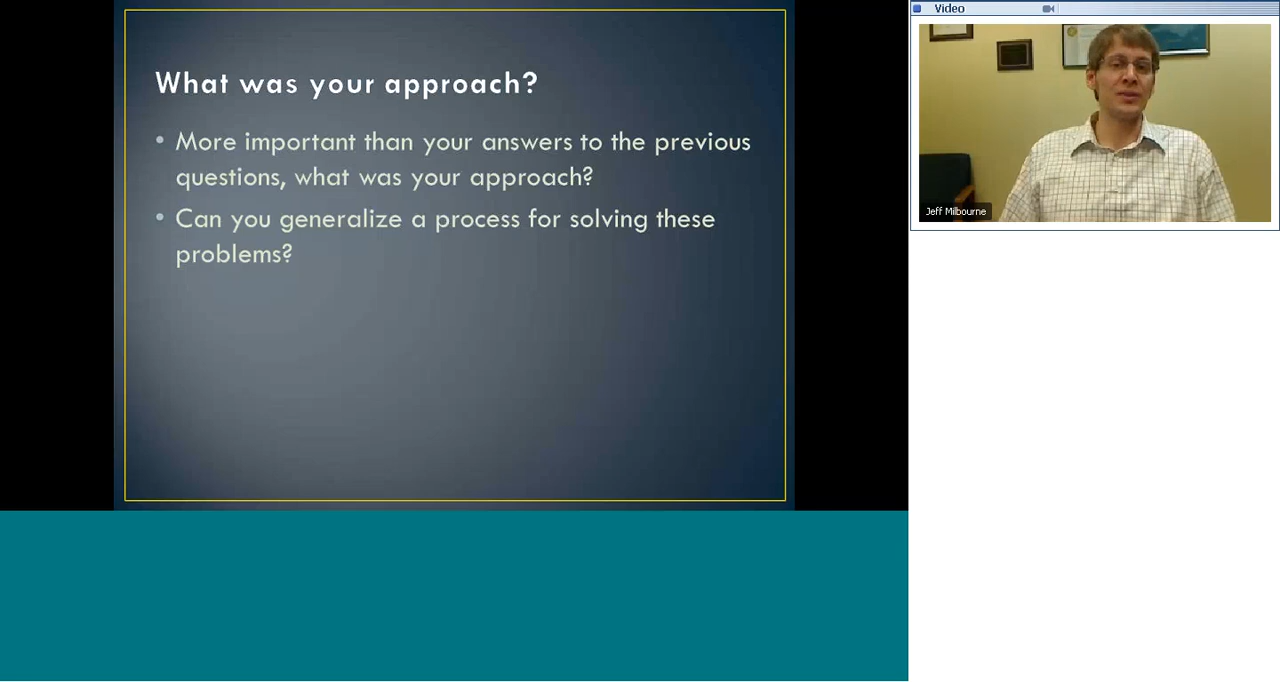 What was your approach?
• More important than your answers to the previous
questions, what was your approach?
• Can you generalize a process for solving these
problems?
Video
Jeff Milbourne